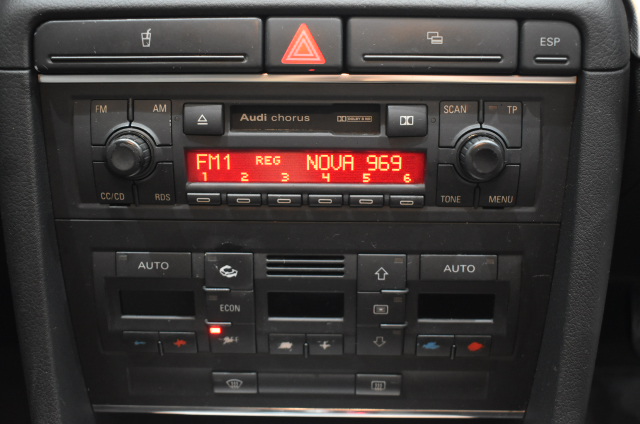 ESP
FM AM
Audi chorus
SCAN TP
FM1 REG NOVA 969
1 2 3 4 5 6
CC/CD RDS
TONE MENU
AUTO
AUTO
ECON